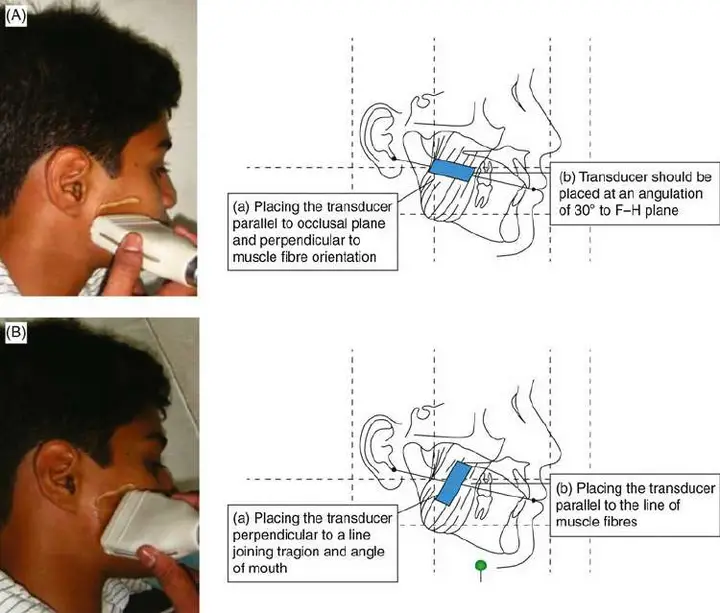 (A)
(a) Placing the transducer
parallel to occlusal plane
and perpendicular to
muscle fibre orientation
(b) Transducer should be
placed at an angulation
of 30° to F–H plane
(B)
(a) Placing the transducer
perpendicular to a line
joining tragion and angle
of mouth
(b) Placing the transducer
parallel to the line of
muscle fibres